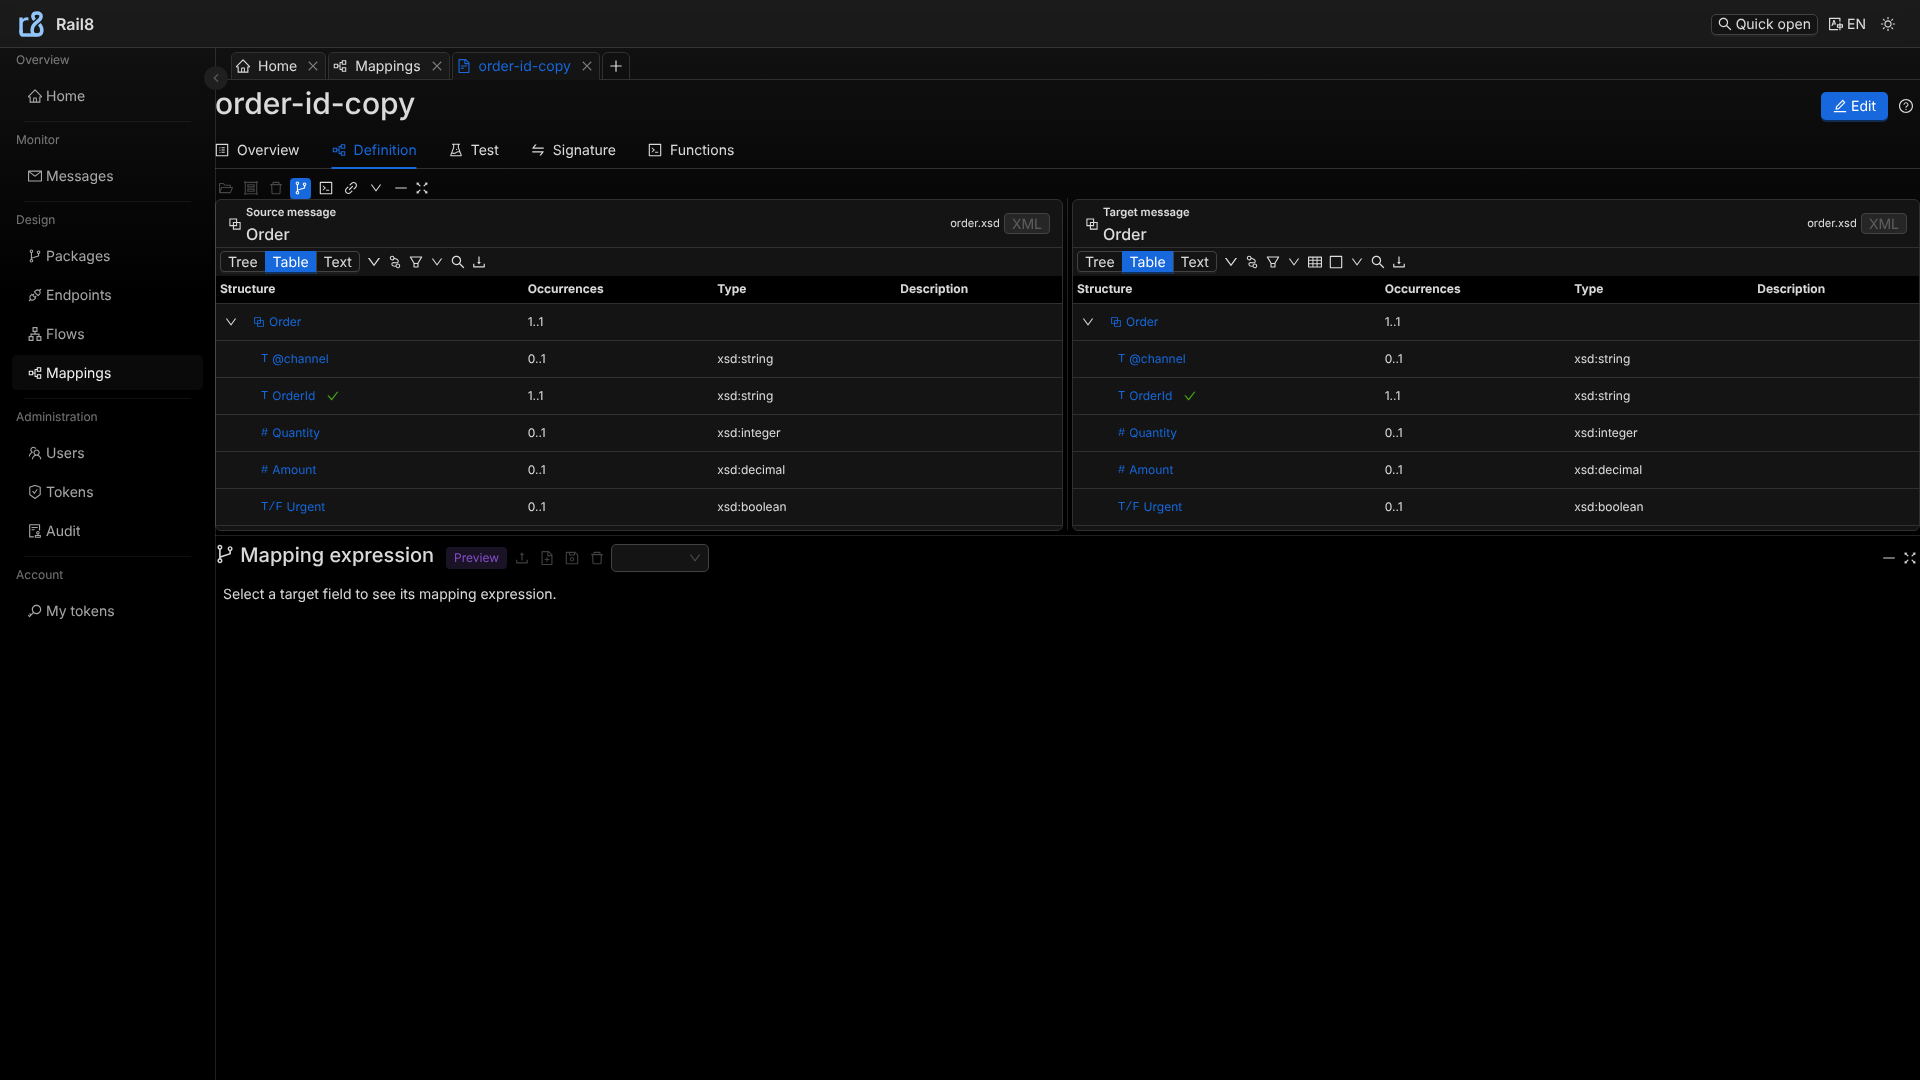 Rail8
Quick open
EN
Overview
Home
Monitor
Messages
Design
Packages
Endpoints
Flows
Mappings
Administration
Users
Tokens
Audit
Account
My tokens
Home
Mappings
order-id-copy
order-id-copy
Edit
Overview
Definition
Test
Signature
Functions
Source message
Order
order.xsd XML
Tree Table Text
Structure Occurrences Type Description
Order 1..1
T @channel 0..1 xsd:string
T OrderId 1..1 xsd:string
# Quantity 0..1 xsd:integer
# Amount 0..1 xsd:decimal
T/F Urgent 0..1 xsd:boolean
Target message
Order
order.xsd XML
Tree Table Text
Structure Occurrences Type Description
Order 1..1
T @channel 0..1 xsd:string
T OrderId 1..1 xsd:string
# Quantity 0..1 xsd:integer
# Amount 0..1 xsd:decimal
T/F Urgent 0..1 xsd:boolean
Mapping expression Preview
Select a target field to see its mapping expression.